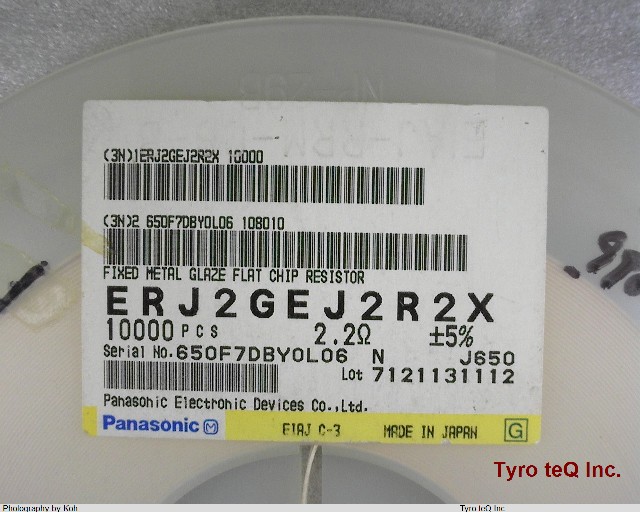 (3N)1ERJ2GEJ2R2X 10000
(3N)2 650F7DBY0L06 108010
FIXED METAL GLAZE FLAT CHIP RESISTOR
ERJ2GEJ2R2X
10000 PCS 2.2Ω ±5%
Serial No.650F7DBY0L06 N J650
Lot 7121131112
Panasonic Electronic Devices Co.,Ltd.
Panasonic M EIAJ C-3 MADE IN JAPAN G
Tyro teQ Inc.
Photography by Koh Tyro teQ Inc